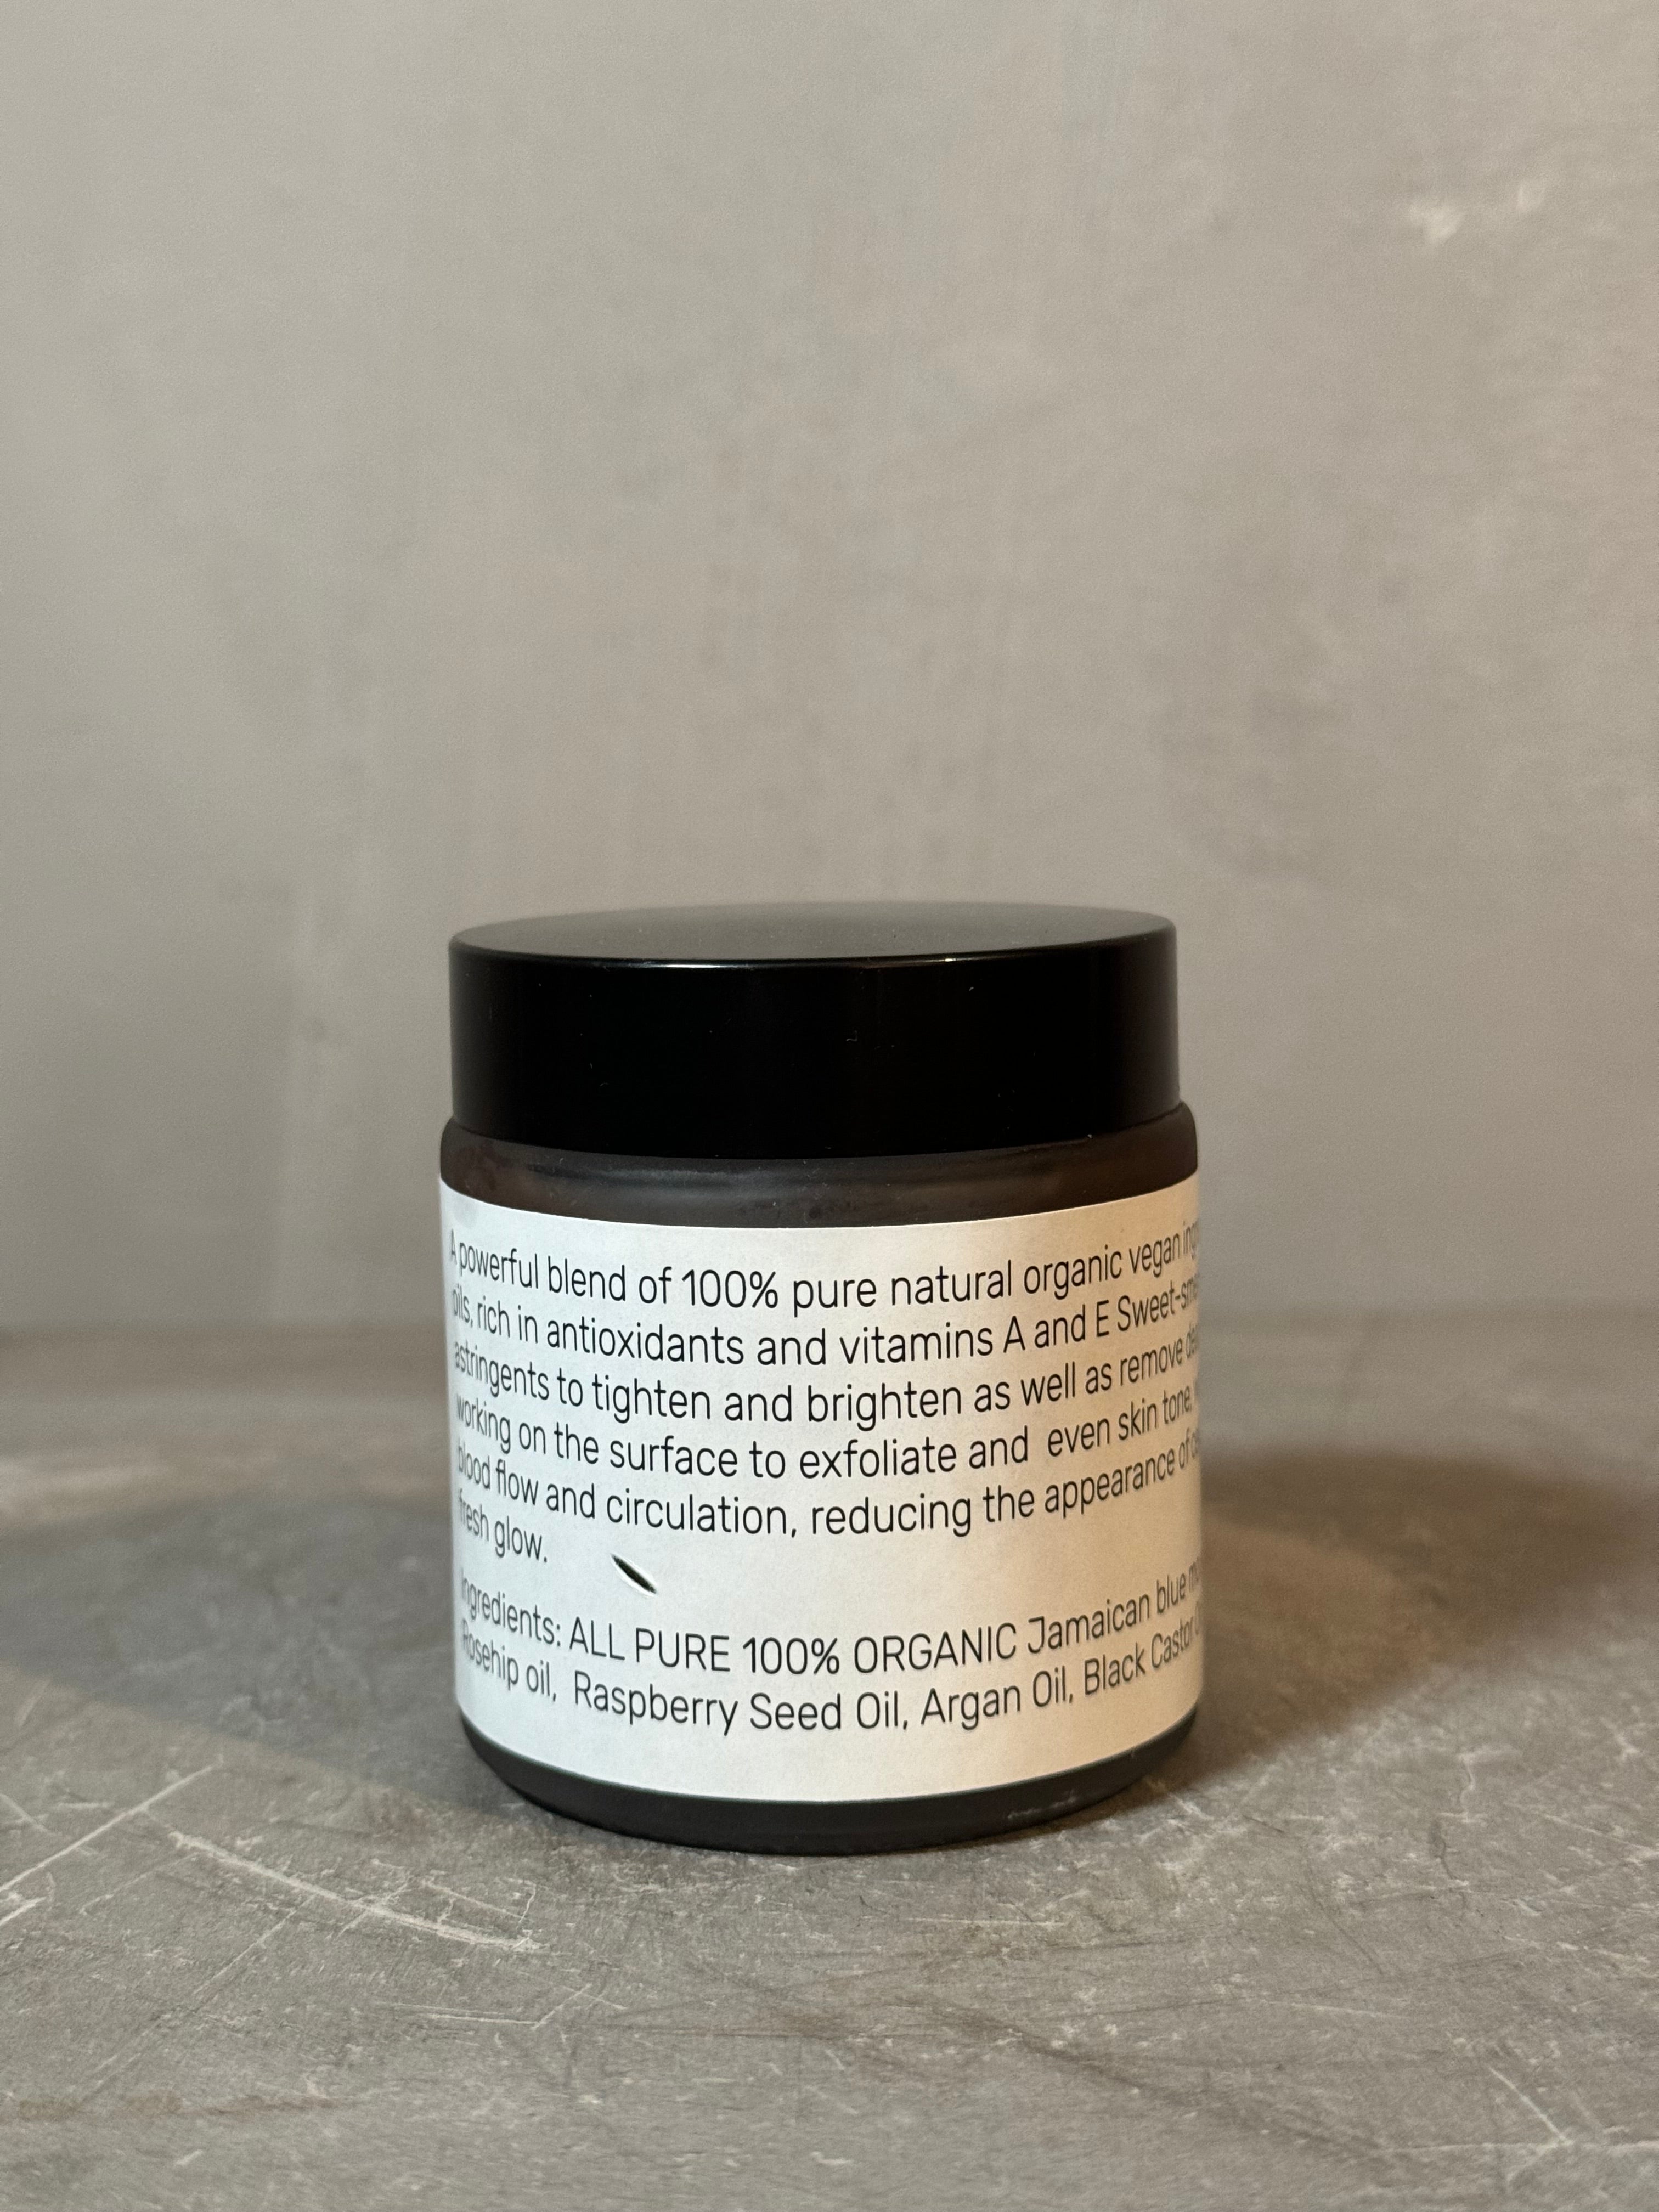 A powerful blend of 100% pure natural organic vegan
oils, rich in antioxidants and vitamins A and E Sweet-
astringents to tighten and brighten as well as remove
working on the surface to exfoliate and even skin tone,
blood flow and circulation, reducing the appearance of
fresh glow.
Ingredients: ALL PURE 100% ORGANIC Jamaican blue
Rosehip oil, Raspberry Seed Oil, Argan Oil, Black Castor